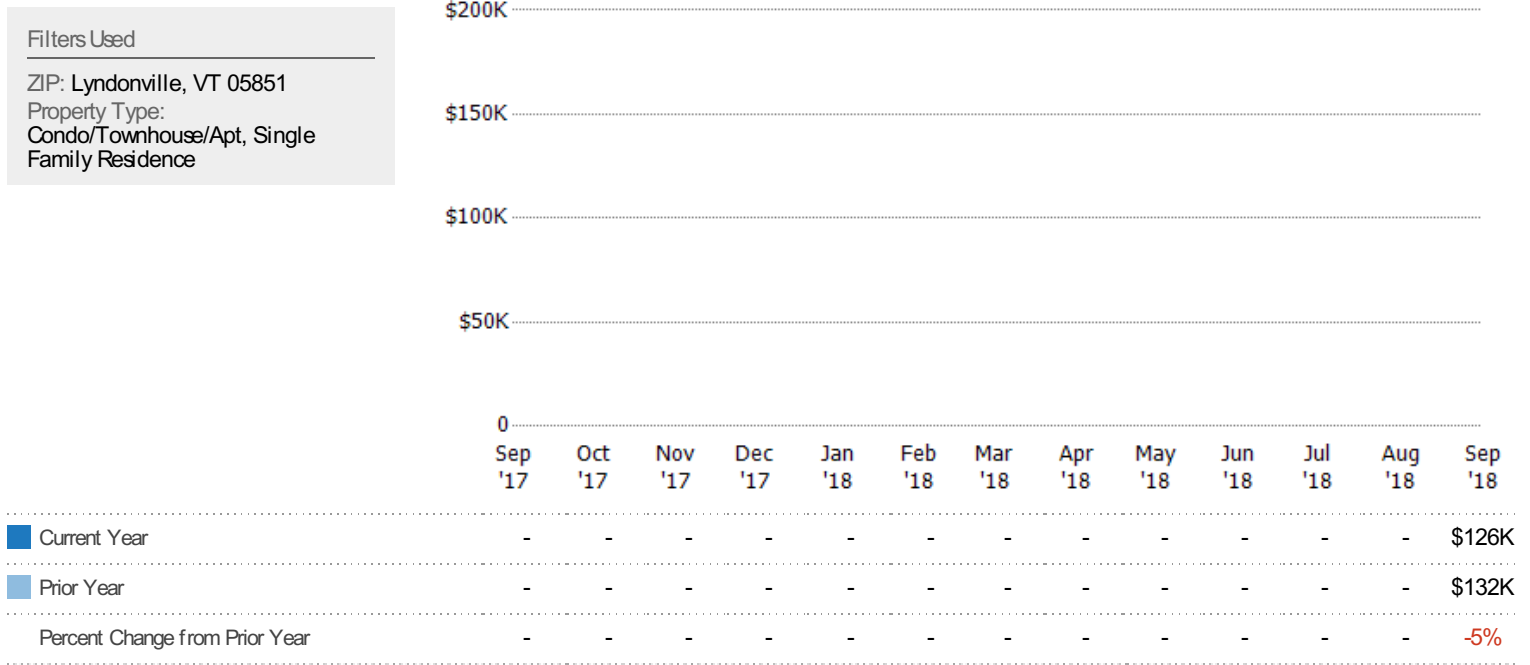 Filters Used
ZIP: Lyndonville, VT 05851
Property Type:
Condo/Townhouse/Apt, Single
Family Residence
$200K
$150K
$100K
$50K
0
Sep Oct Nov Dec Jan Feb Mar Apr May Jun Jul Aug Sep
'17 '17 '17 '17 '18 '18 '18 '18 '18 '18 '18 '18 '18
Current Year - - - - - - - - - - - - $126K
Prior Year - - - - - - - - - - - - $132K
Percent Change from Prior Year - - - - - - - - - - - - -5%